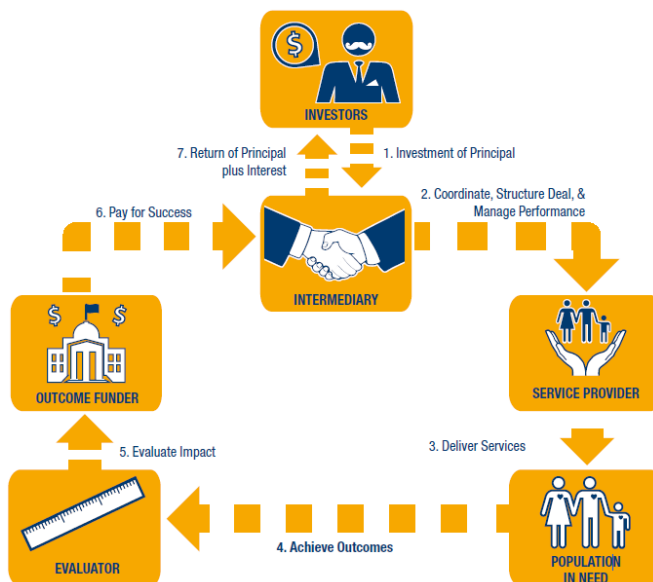 $
INVESTORS
7. Return of Principal
plus Interest
1. Investment of Principal
2. Coordinate, Structure Deal, &
Manage Performance
6. Pay for Success
INTERMEDIARY
$ $
OUTCOME FUNDER
SERVICE PROVIDER
5. Evaluate Impact
3. Deliver Services
EVALUATOR
4. Achieve Outcomes
POPULATION
IN NEED